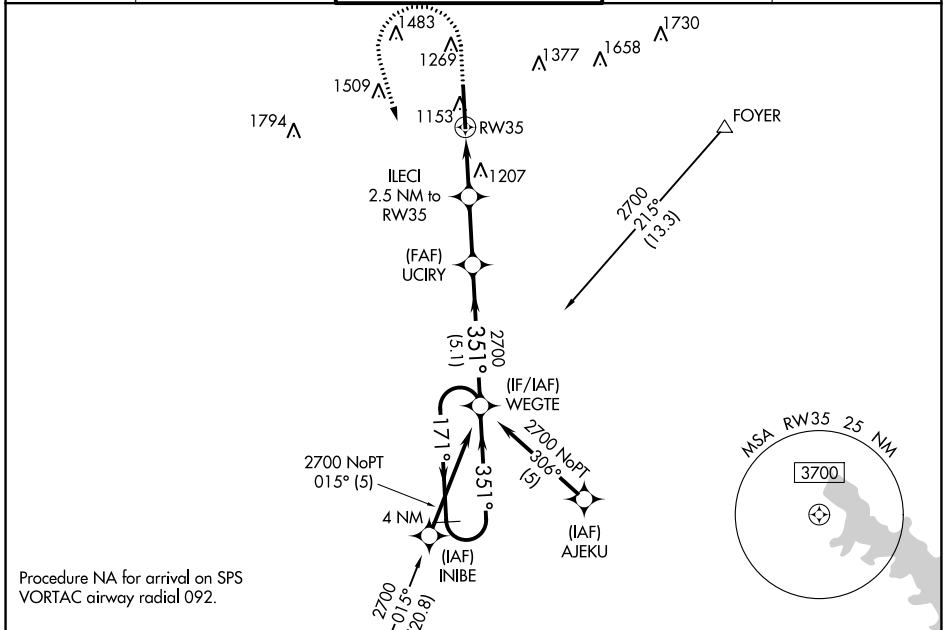 1483
1730
1269
1377
1658
1509
1153
1794
RW35
FOYER
ILECI
2.5 NM to
RW35
1207
2700
215°
(13.3)
(FAF)
UCIRY
2700
351°
(5.1)
(IF/IAF)
WEGTE
171°
351°
2700 NoPT
306°
(5)
2700 NoPT
015° (5)
4 NM
(IAF)
INIBE
(IAF)
AJEKU
MSA RW35 25 NM
3700
Procedure NA for arrival on SPS
VORTAC airway radial 092.
2700
015°
(20.8)